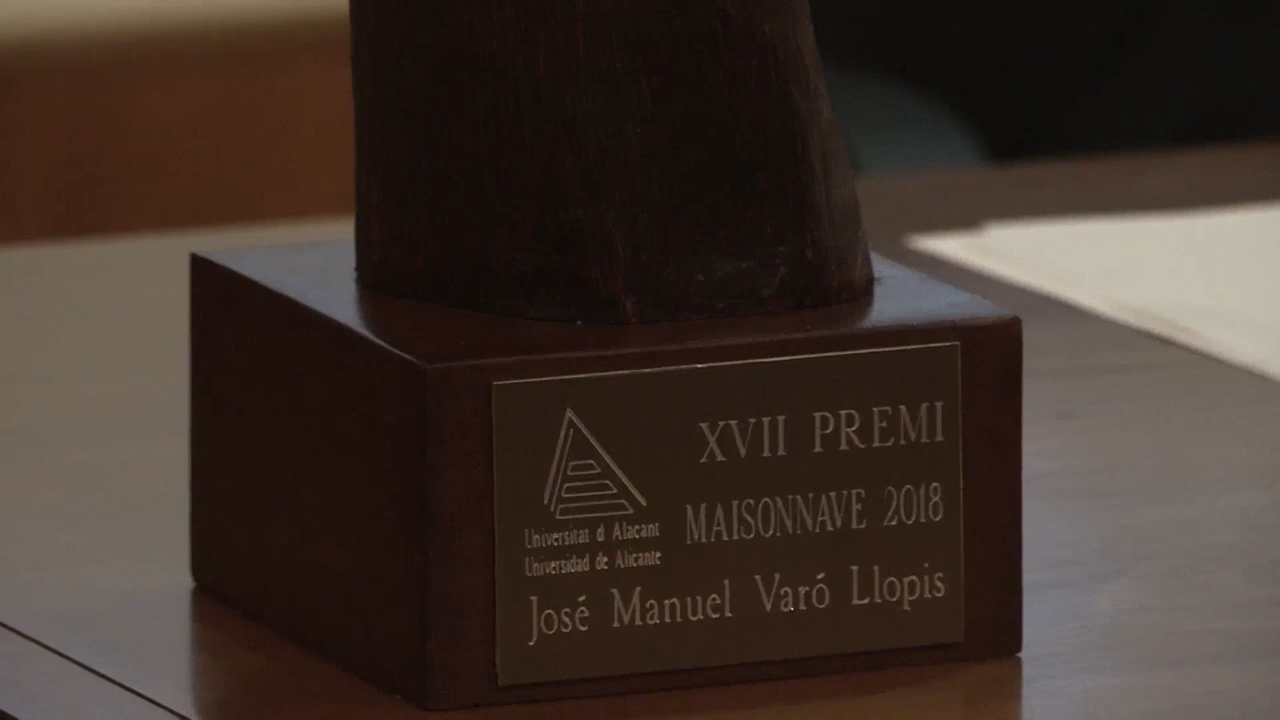 XVII PREMI
MAISONNAVE 2018
Universitat d Alacant
Universidad de Alicante
José Manuel Varó Llopis